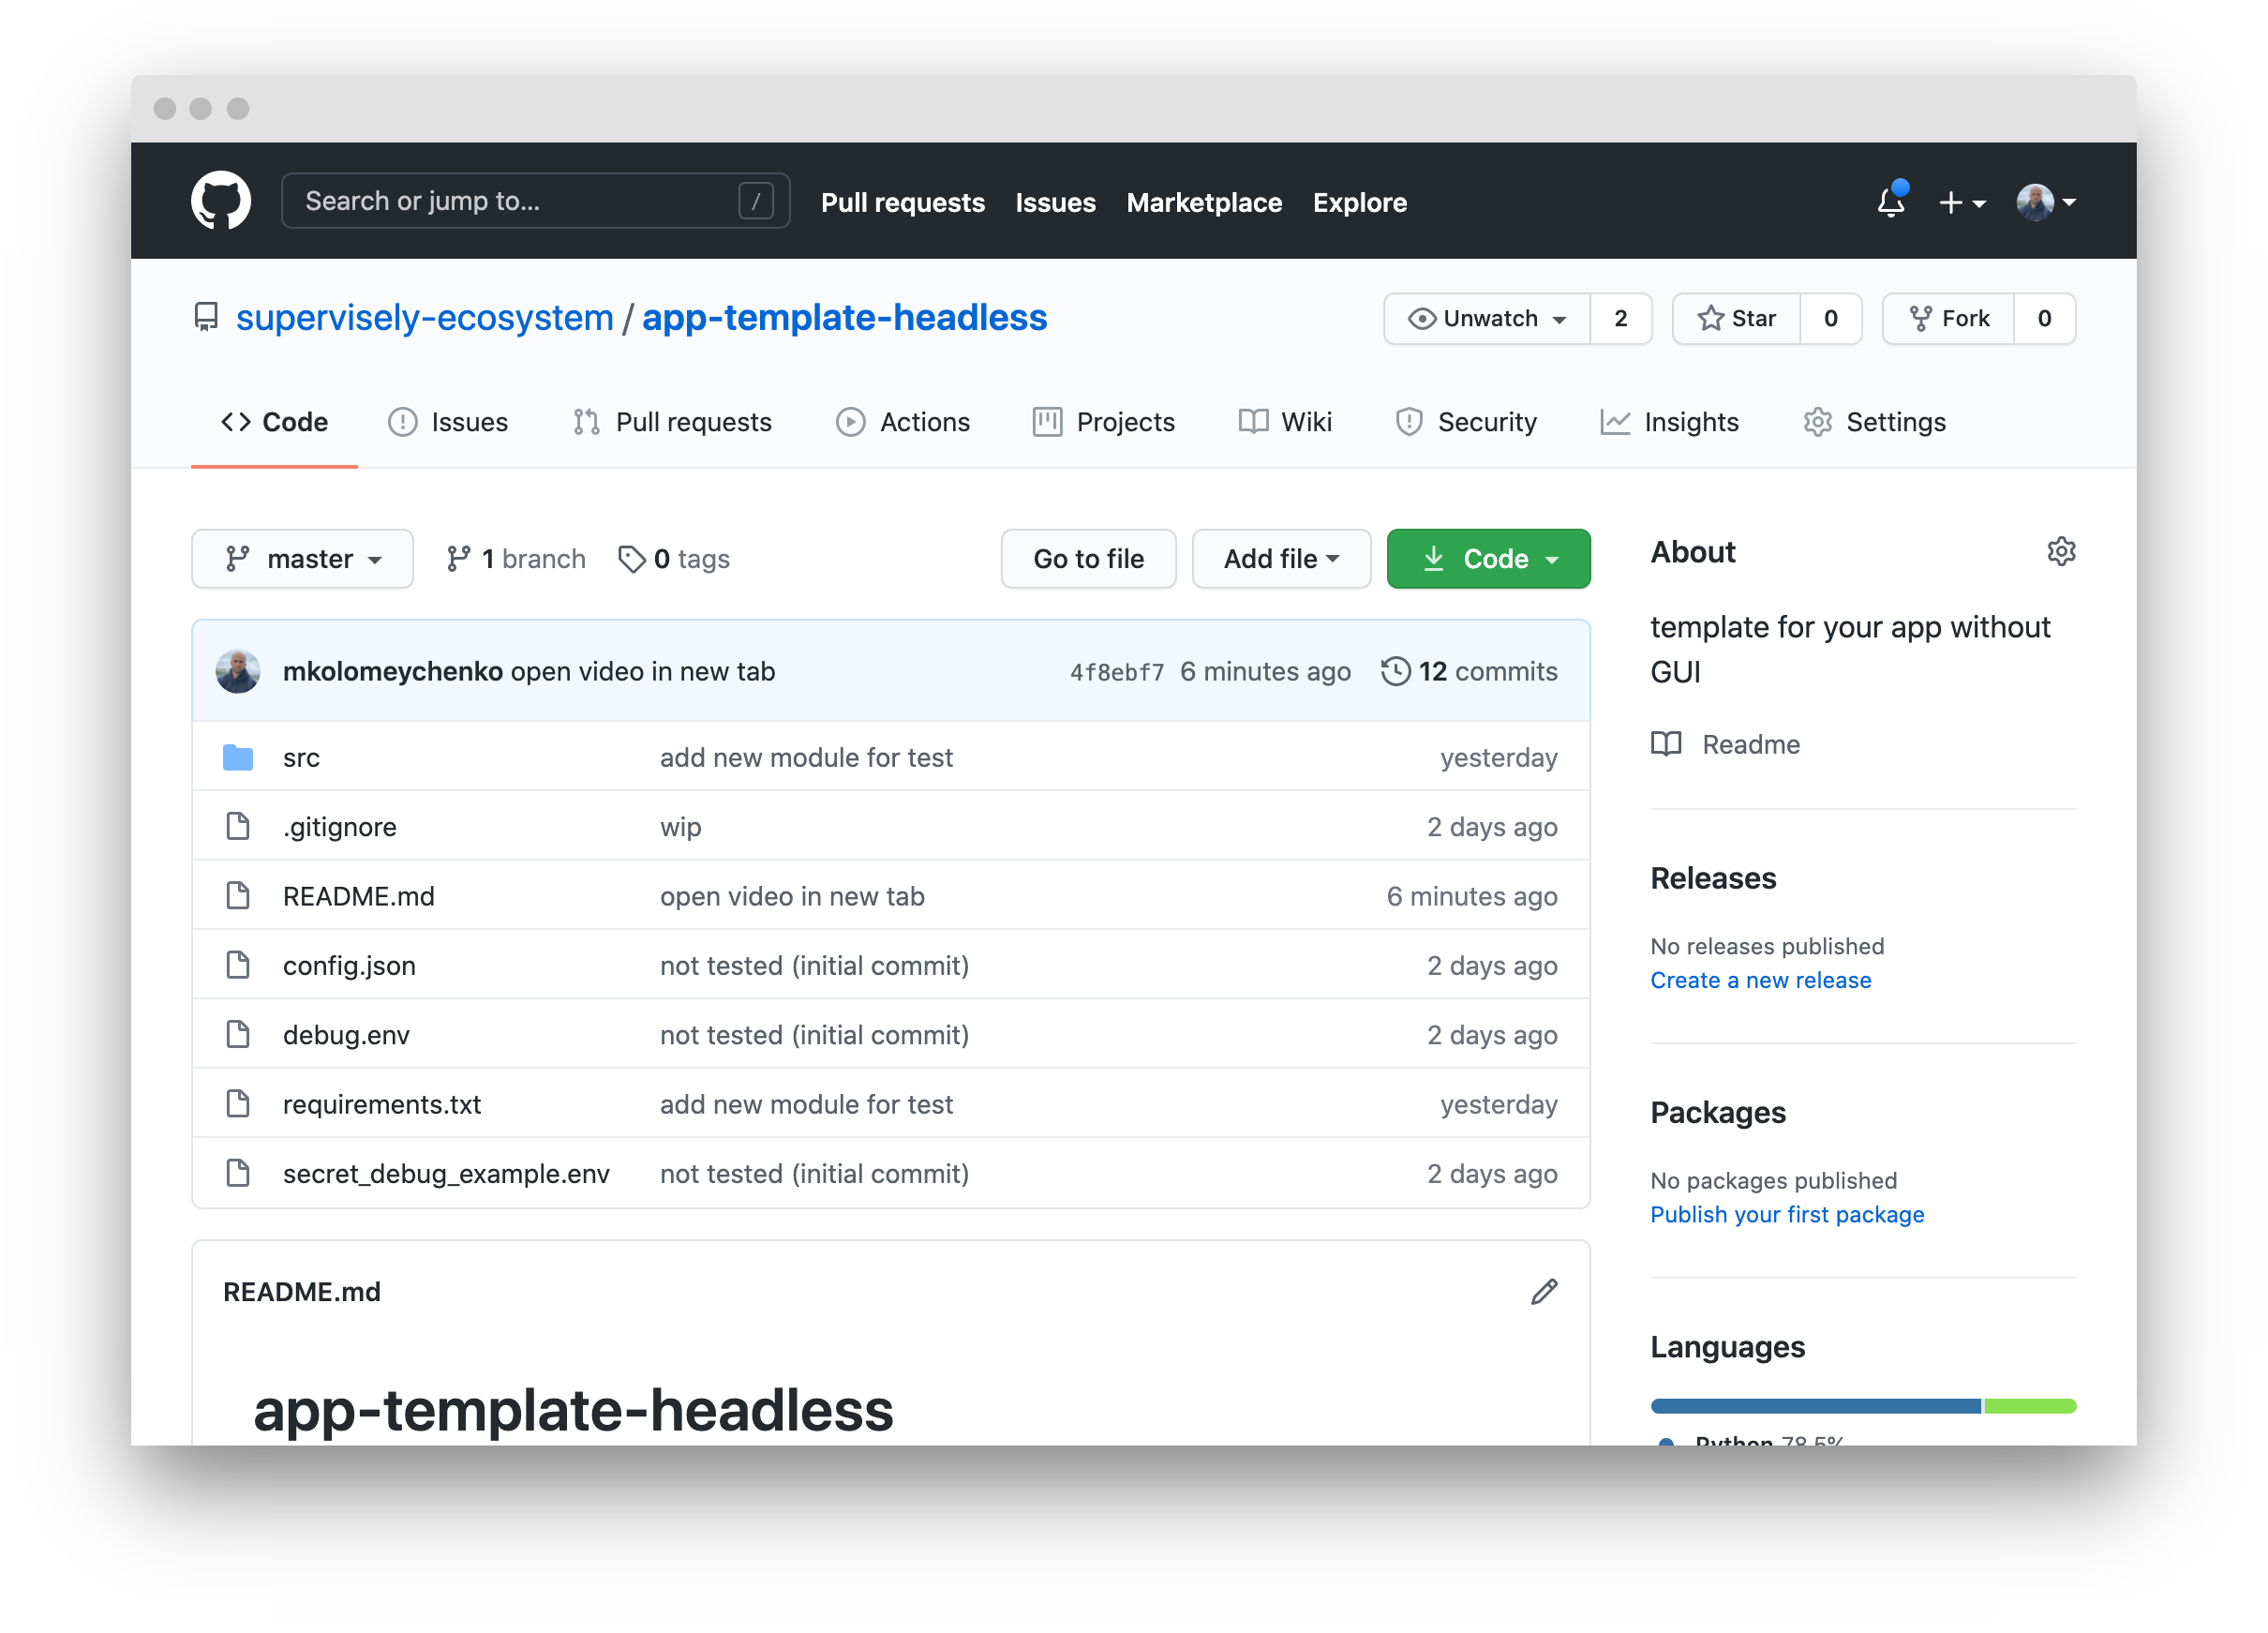 Search or jump to... /
Pull requests Issues Marketplace Explore
supervisely-ecosystem / app-template-headless
Unwatch 2 Star 0 Fork 0
Code Issues Pull requests Actions Projects Wiki Security Insights Settings
master 1 branch 0 tags Go to file Add file Code
mkolomeychenko open video in new tab 4f8ebf7 6 minutes ago 12 commits
src add new module for test yesterday
.gitignore wip 2 days ago
README.md open video in new tab 6 minutes ago
config.json not tested (initial commit) 2 days ago
debug.env not tested (initial commit) 2 days ago
requirements.txt add new module for test yesterday
secret_debug_example.env not tested (initial commit) 2 days ago
README.md
app-template-headless
About
template for your app without
GUI
Readme
Releases
No releases published
Create a new release
Packages
No packages published
Publish your first package
Languages
Python 78.5%